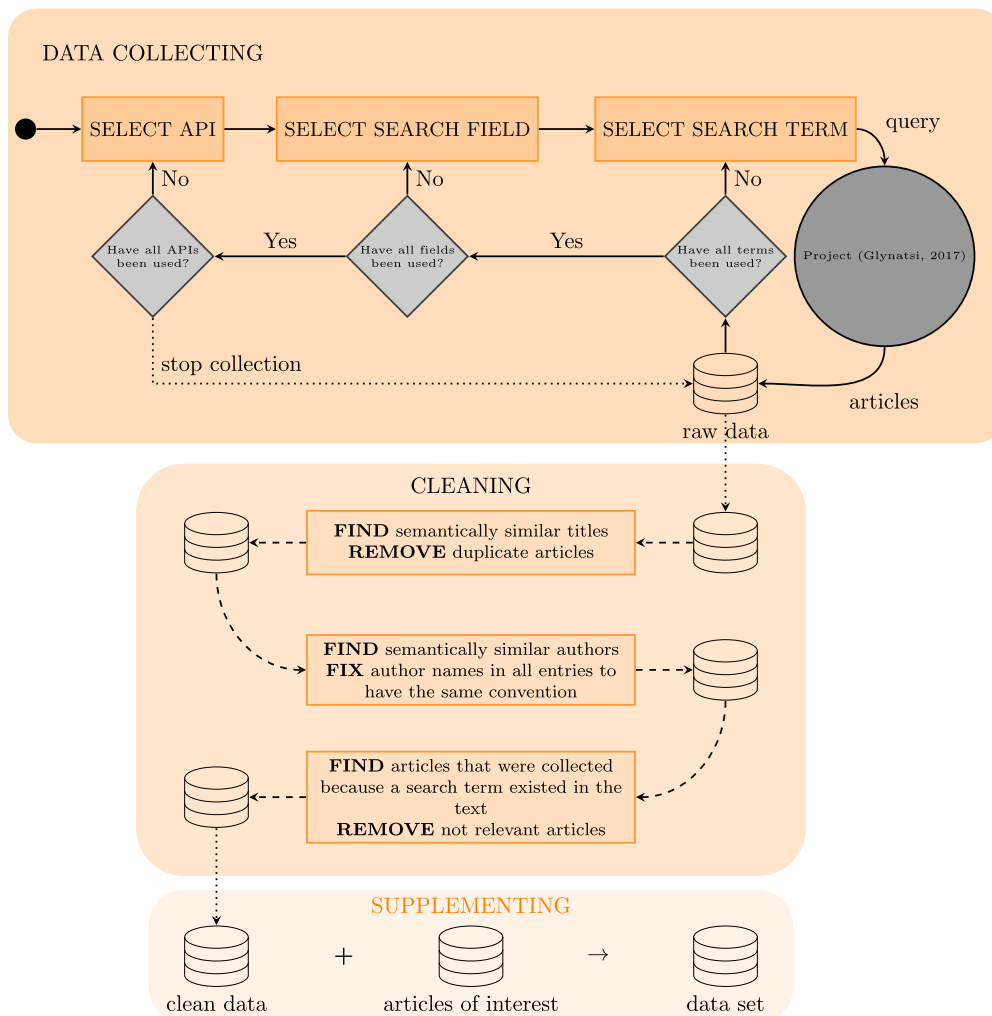 DATA COLLECTING
SELECT API
SELECT SEARCH FIELD
SELECT SEARCH TERM
query
No
No
No
Have all APIs
been used?
Yes
Have all fields
been used?
Yes
Have all terms
been used?
Project (Glynatsi, 2017)
stop collection
articles
raw data
CLEANING
FIND semantically similar titles
REMOVE duplicate articles
FIND semantically similar authors
FIX author names in all entries to
have the same convention
FIND articles that were collected
because a search term existed in the
text
REMOVE not relevant articles
SUPPLEMENTING
+
→
clean data
articles of interest
data set